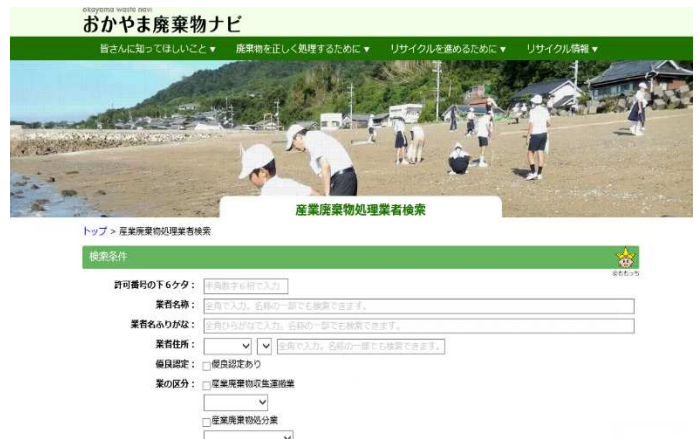 okayama waste navi
おかやま廃棄物ナビ
皆さんに知ってほしいこと▼ 廃棄物を正しく処理するために▼ リサイクルを進めるために▼ リサイクル情報▼
産業廃棄物処理業者検索
トップ > 産業廃棄物処理業者検索
検索条件
©ももっち
許可番号の下6ケタ： 半角数字6桁で入力
業者名称： 全角で入力。名称の一部でも検索できます。
業者名ふりがな： 全角ひらがなで入力。名称の一部でも検索できます。
業者住所： 全角で入力。名称の一部でも検索できます。
優良認定： 優良認定あり
業の区分： 産業廃棄物収集運搬業
産業廃棄物処分業